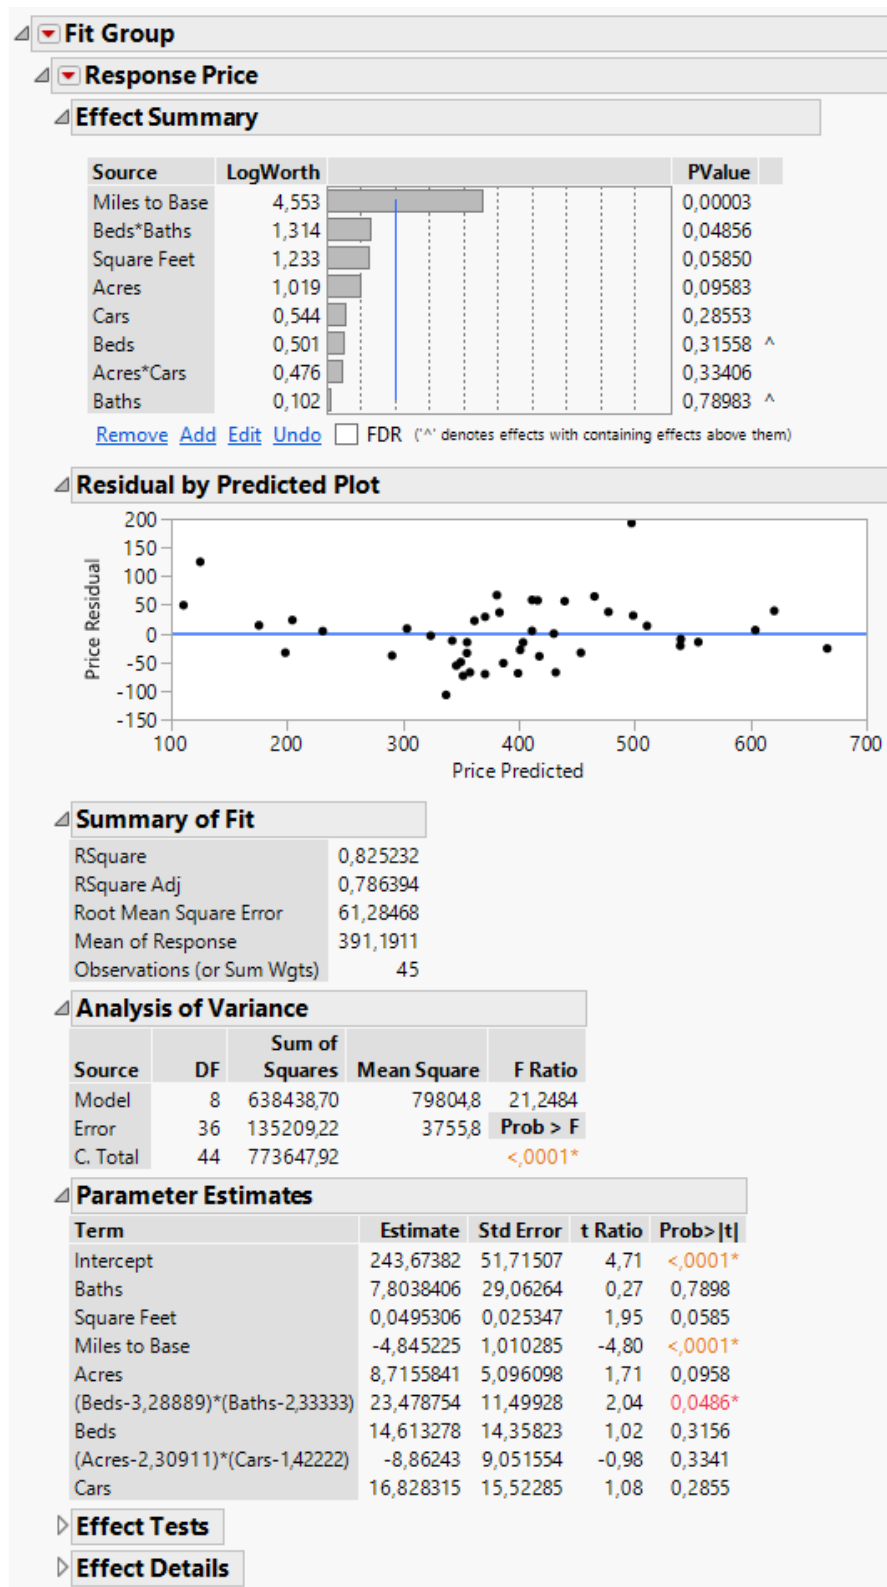 Fit Group
Response Price
Effect Summary
Source LogWorth PValue
Miles to Base 4,553 0,00003
Beds*Baths 1,314 0,04856
Square Feet 1,233 0,05850
Acres 1,019 0,09583
Cars 0,544 0,28553
Beds 0,501 0,31558 ^
Acres*Cars 0,476 0,33406
Baths 0,102 0,78983 ^
Remove Add Edit Undo FDR ('^' denotes effects with containing effects above them)
Residual by Predicted Plot
200
150
100
50
0
-50
-100
-150
Price Residual
100 200 300 400 500 600 700
Price Predicted
Summary of Fit
RSquare 0,825232
RSquare Adj 0,786394
Root Mean Square Error 61,28468
Mean of Response 391,1911
Observations (or Sum Wgts) 45
Analysis of Variance
Sum of
Source DF Squares Mean Square F Ratio
Model 8 638438,70 79804,8 21,2484
Error 36 135209,22 3755,8 Prob > F
C. Total 44 773647,92 <,0001*
Parameter Estimates
Term Estimate Std Error t Ratio Prob>|t|
Intercept 243,67382 51,71507 4,71 <,0001*
Baths 7,8038406 29,06264 0,27 0,7898
Square Feet 0,0495306 0,025347 1,95 0,0585
Miles to Base -4,845225 1,010285 -4,80 <,0001*
Acres 8,7155841 5,096098 1,71 0,0958
(Beds-3,28889)*(Baths-2,33333) 23,478754 11,49928 2,04 0,0486*
Beds 14,613278 14,35823 1,02 0,3156
(Acres-2,30911)*(Cars-1,42222) -8,86243 9,051554 -0,98 0,3341
Cars 16,828315 15,52285 1,08 0,2855
Effect Tests
Effect Details